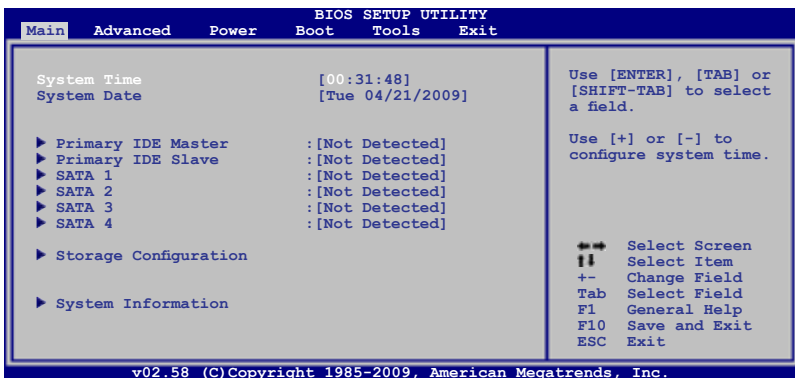 BIOS SETUP UTILITY
Main Advanced Power Boot Tools Exit
System Time [00:31:48]
System Date [Tue 04/21/2009]
Primary IDE Master :[Not Detected]
Primary IDE Slave :[Not Detected]
SATA 1 :[Not Detected]
SATA 2 :[Not Detected]
SATA 3 :[Not Detected]
SATA 4 :[Not Detected]
Storage Configuration
System Information
Use [ENTER], [TAB] or
[SHIFT-TAB] to select
a field.
Use [+] or [-] to
configure system time.
Select Screen
Select Item
+- Change Field
Tab Select Field
F1 General Help
F10 Save and Exit
ESC Exit
v02.58 (C)Copyright 1985-2009, American Megatrends, Inc.